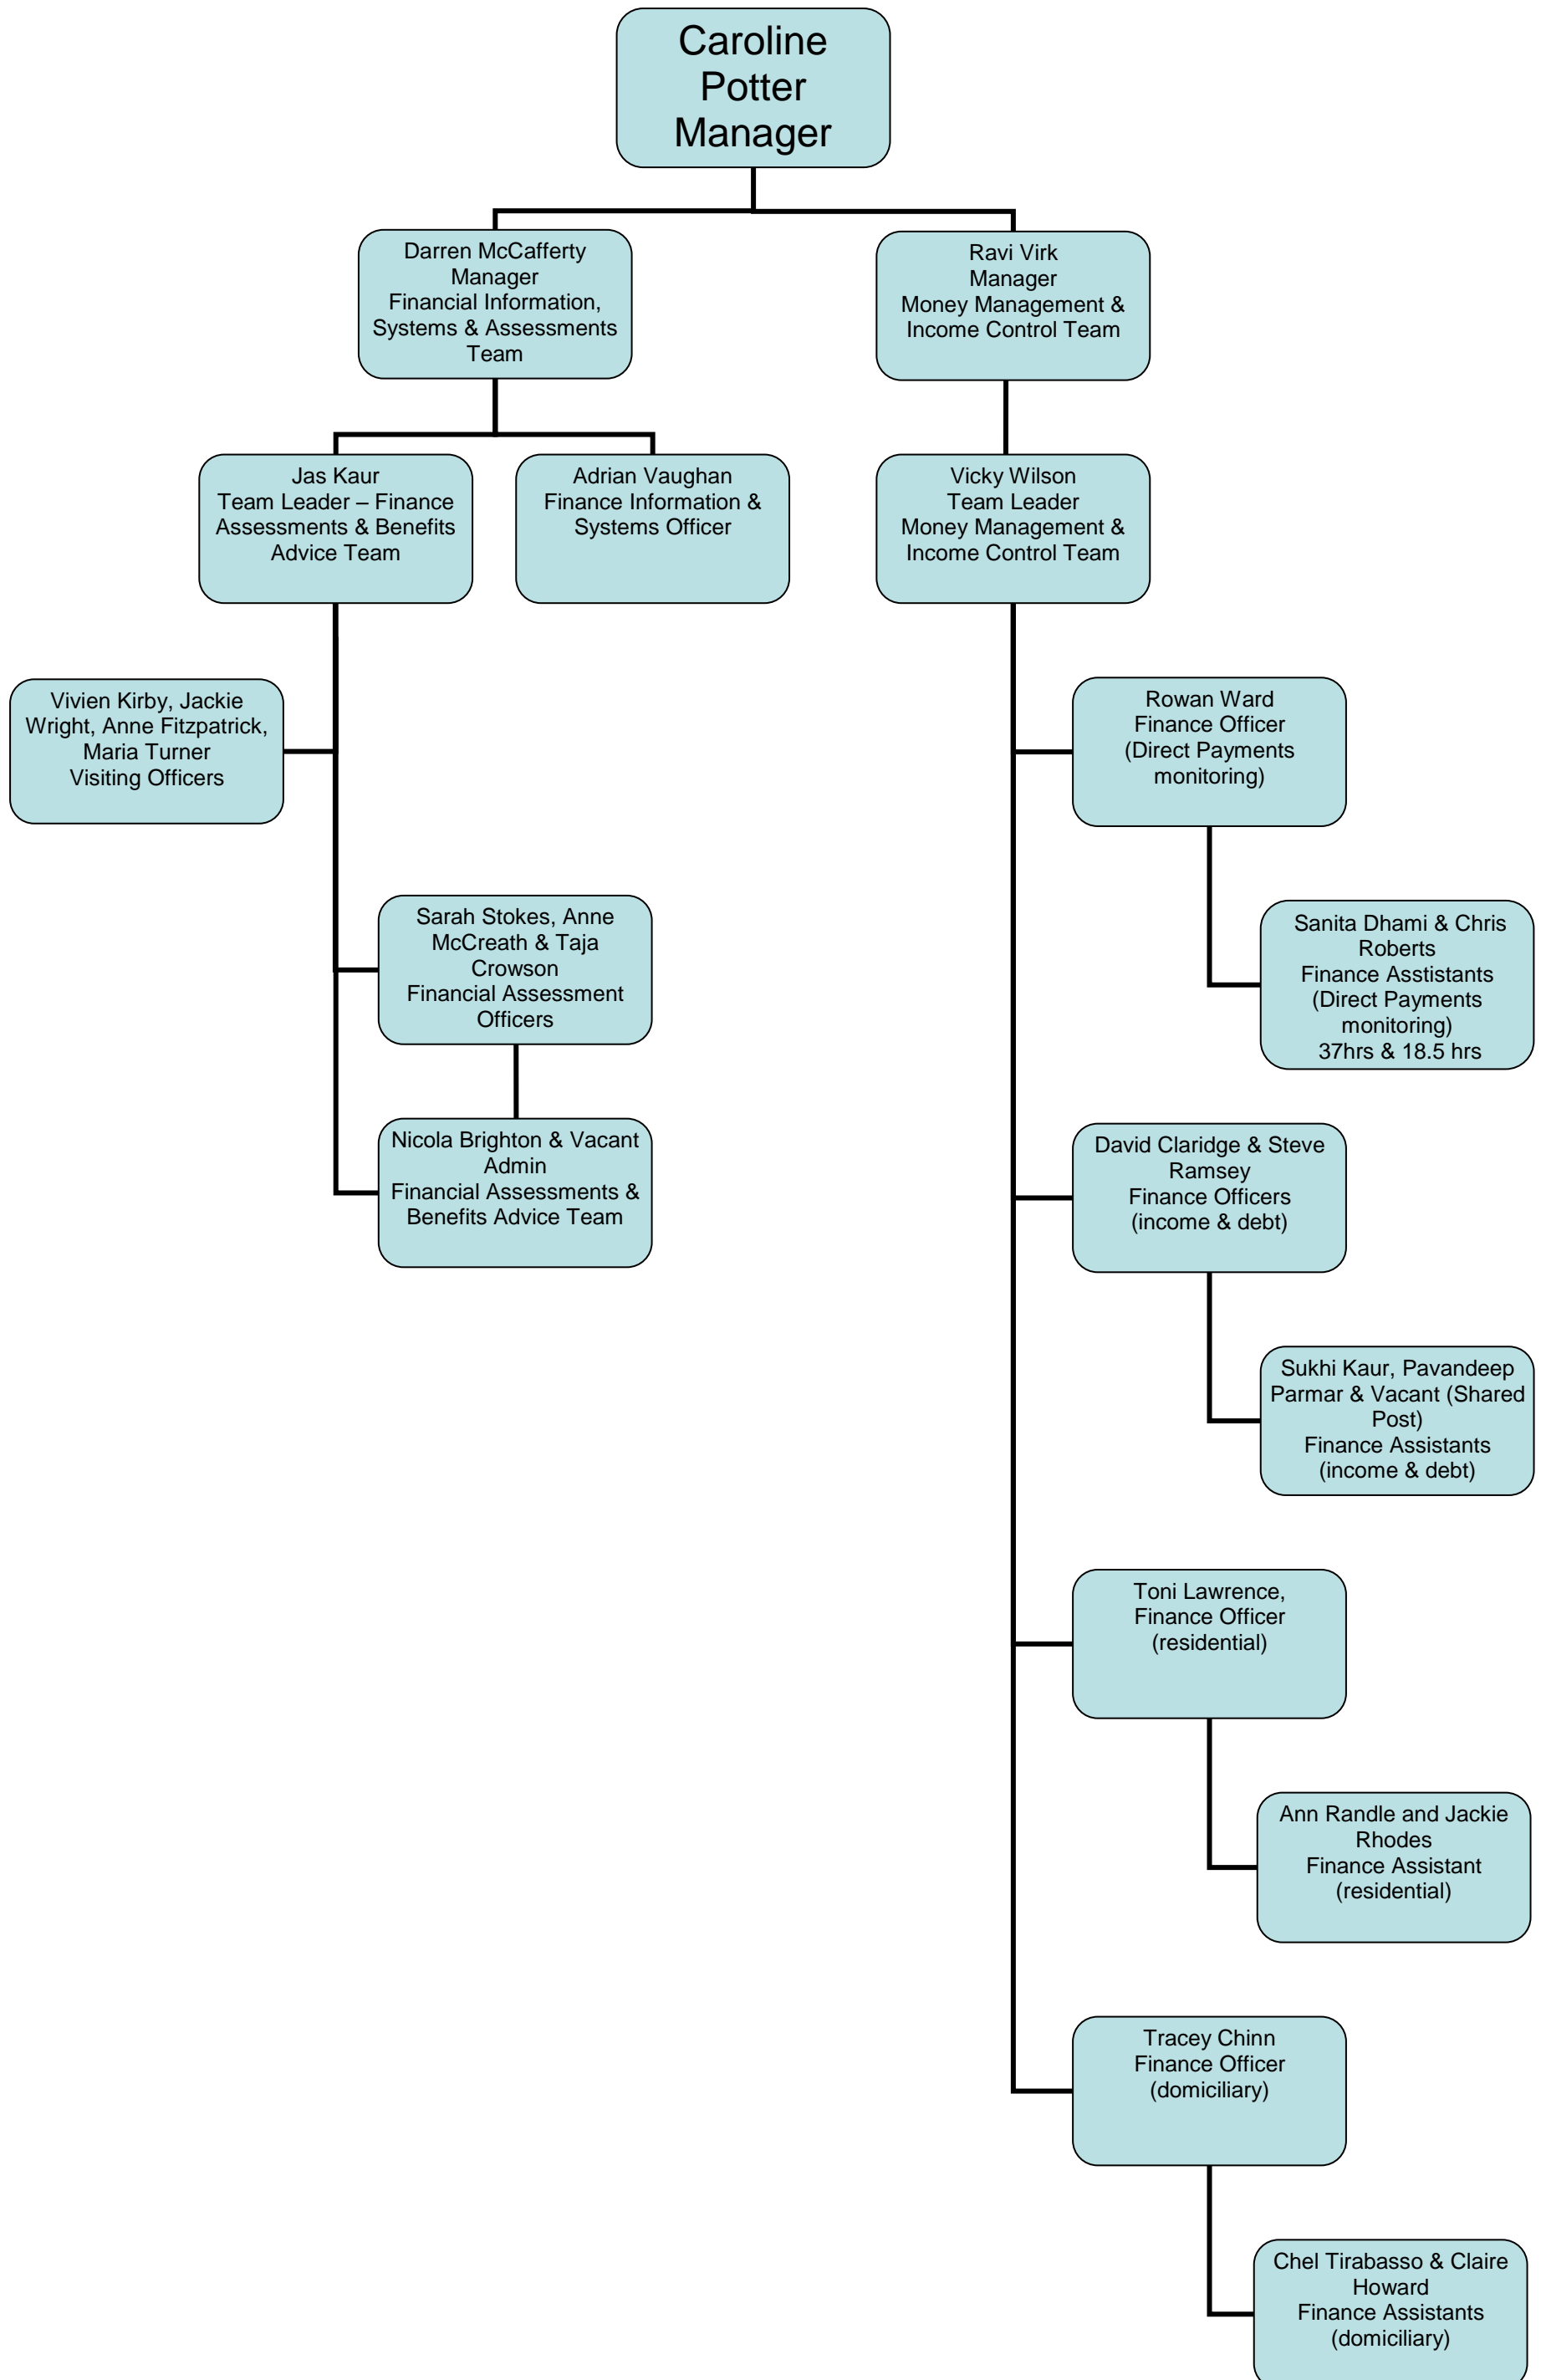 Caroline
Potter
Manager
Darren McCafferty
Manager
Financial Information,
Systems & Assessments
Team
Ravi Virk
Manager
Money Management &
Income Control Team
Jas Kaur
Team Leader – Finance
Assessments & Benefits
Advice Team
Adrian Vaughan
Finance Information &
Systems Officer
Vicky Wilson
Team Leader
Money Management &
Income Control Team
Vivien Kirby, Jackie
Wright, Anne Fitzpatrick,
Maria Turner
Visiting Officers
Rowan Ward
Finance Officer
(Direct Payments
monitoring)
Sarah Stokes, Anne
McCreath & Taja
Crowson
Financial Assessment
Officers
Sanita Dhami & Chris
Roberts
Finance Asstistants
(Direct Payments
monitoring)
37hrs & 18.5 hrs
Nicola Brighton & Vacant
Admin
Financial Assessments &
Benefits Advice Team
David Claridge & Steve
Ramsey
Finance Officers
(income & debt)
Sukhi Kaur, Pavandeep
Parmar & Vacant (Shared
Post)
Finance Assistants
(income & debt)
Toni Lawrence,
Finance Officer
(residential)
Ann Randle and Jackie
Rhodes
Finance Assistant
(residential)
Tracey Chinn
Finance Officer
(domiciliary)
Chel Tirabasso & Claire
Howard
Finance Assistants
(domiciliary)